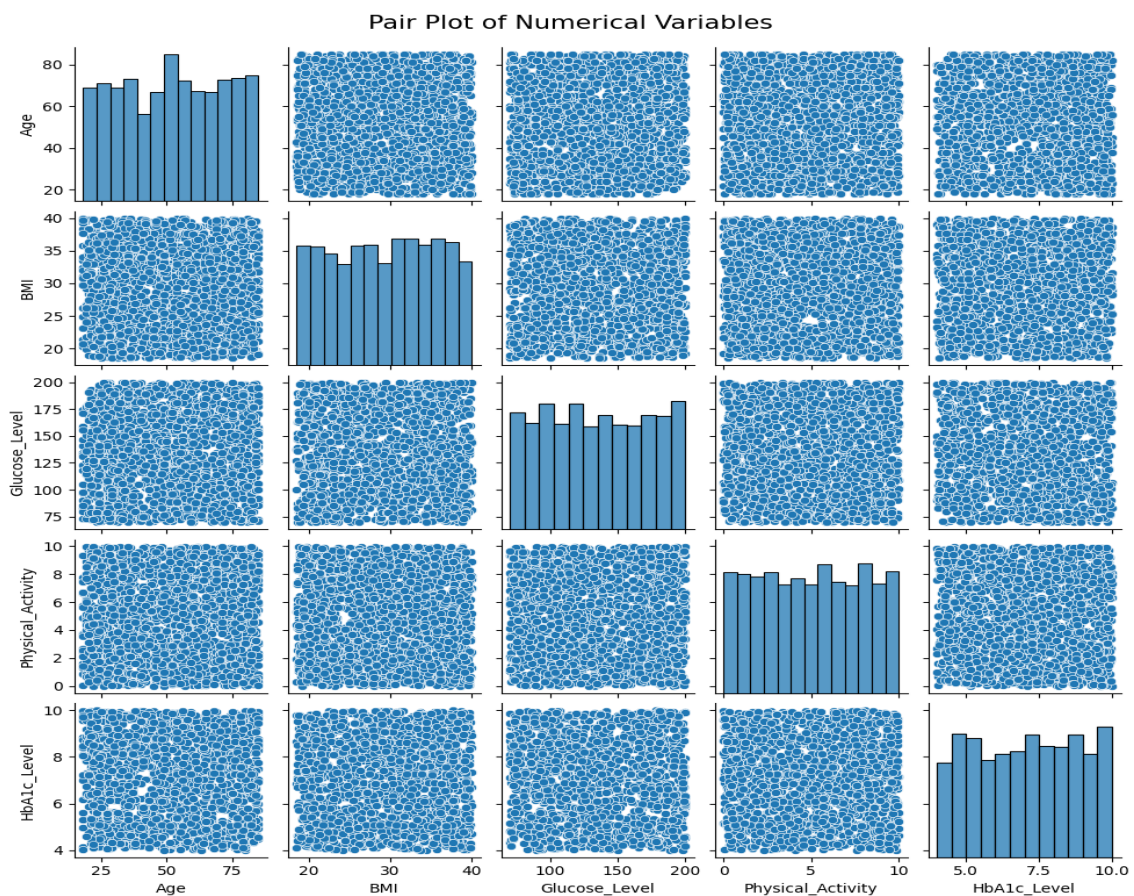 Pair Plot of Numerical Variables
80
60
40
20
Age
40
35
30
25
20
BMI
200
175
150
125
100
75
Glucose_Level
10
8
6
4
2
0
Physical_Activity
10
8
6
4
HbA1c_Level
25 50 75
20 30 40
100 150 200
0 5 10
5.0 7.5 10.0
Age BMI Glucose_Level Physical_Activity HbA1c_Level